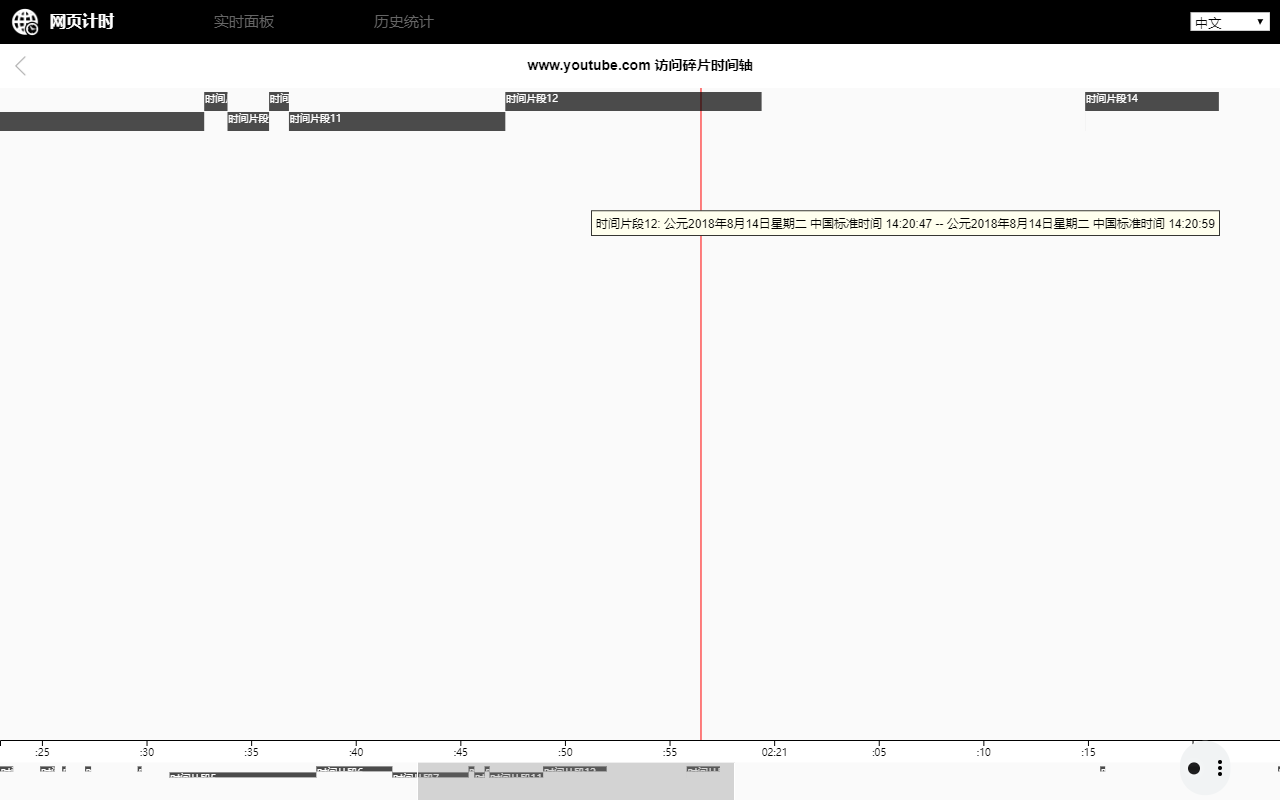 网页计时 实时面板 历史统计 中文
www.youtube.com 访问碎片时间轴
时间 时间 时间片段12 时间片段14
时间片段 时间片段11
时间片段12: 公元2018年8月14日星期二 中国标准时间 14:20:47 -- 公元2018年8月14日星期二 中国标准时间 14:20:59
:25 :30 :35 :40 :45 :50 :55 02:21 :05 :10 :15